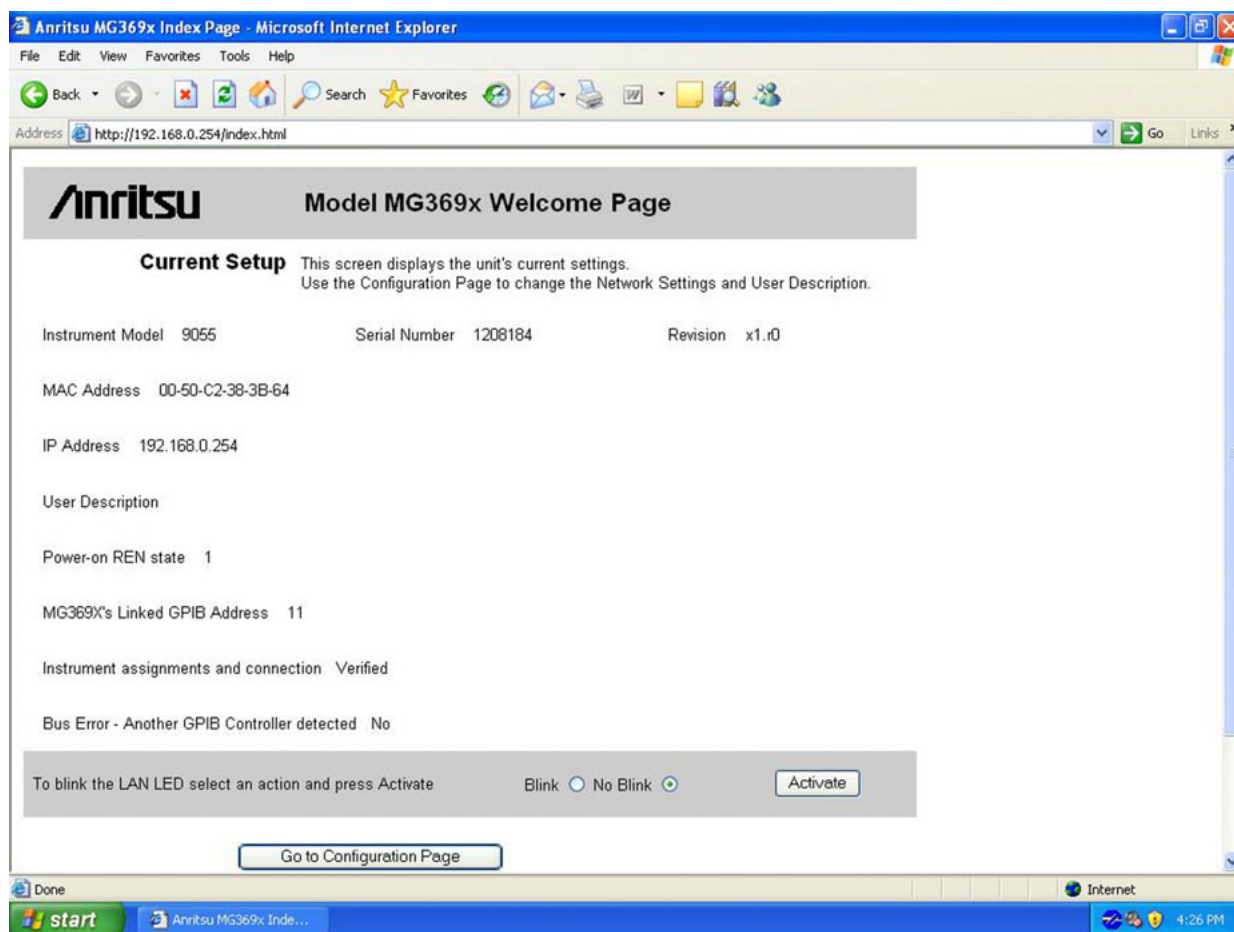 Anritsu MG369x Index Page - Microsoft Internet Explorer
File Edit View Favorites Tools Help
Back Search Favorites
Address http://192.168.0.254/index.html Go Links
Anritsu Model MG369x Welcome Page
Current Setup This screen displays the unit's current settings.
Use the Configuration Page to change the Network Settings and User Description.
Instrument Model 9055 Serial Number 1208184 Revision x1.r0
MAC Address 00-50-C2-38-3B-64
IP Address 192.168.0.254
User Description
Power-on REN state 1
MG369X's Linked GPIB Address 11
Instrument assignments and connection Verified
Bus Error - Another GPIB Controller detected No
To blink the LAN LED select an action and press Activate Blink No Blink Activate
Go to Configuration Page
Done Internet
start Anritsu MG369x Inde... 4:26 PM